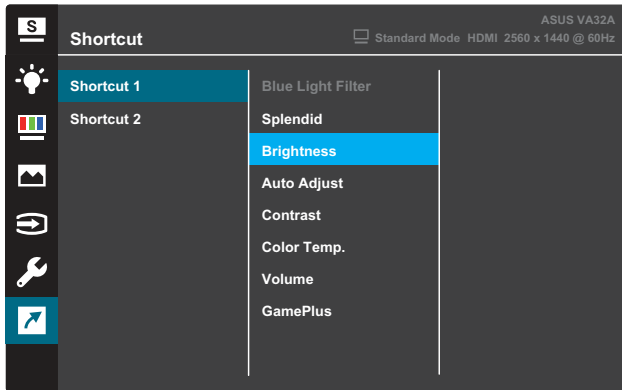 S
ASUS VA32A
Shortcut
Standard Mode HDMI 2560 x 1440 @ 60Hz
Shortcut 1
Shortcut 2
Blue Light Filter
Splendid
Brightness
Auto Adjust
Contrast
Color Temp.
Volume
GamePlus